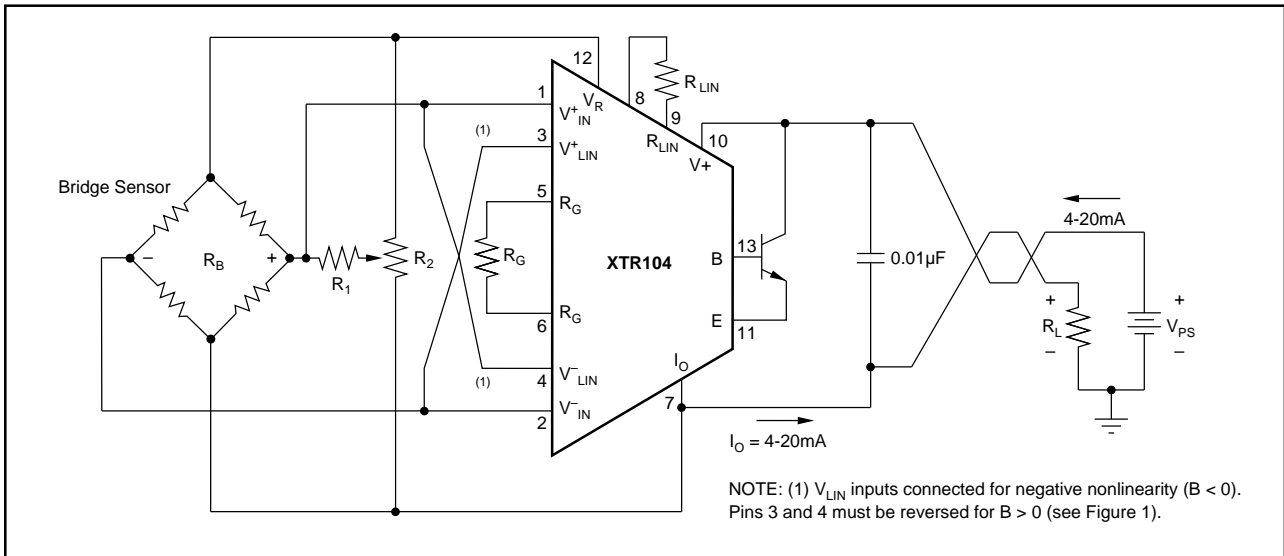 12
1
V+IN
VR
8
RLIN
9
RLIN
10
V+
(1)
3
V+LIN
Bridge Sensor
5
RG
4-20mA
−
RB
+
R1
R2
RG
XTR104
B
13
0.01µF
+
RL
−
+
VPS
−
E
11
6
RG
IO
(1)
4
V−LIN
7
2
V−IN
IO = 4-20mA
NOTE: (1) VLIN inputs connected for negative nonlinearity (B < 0).
Pins 3 and 4 must be reversed for B > 0 (see Figure 1).